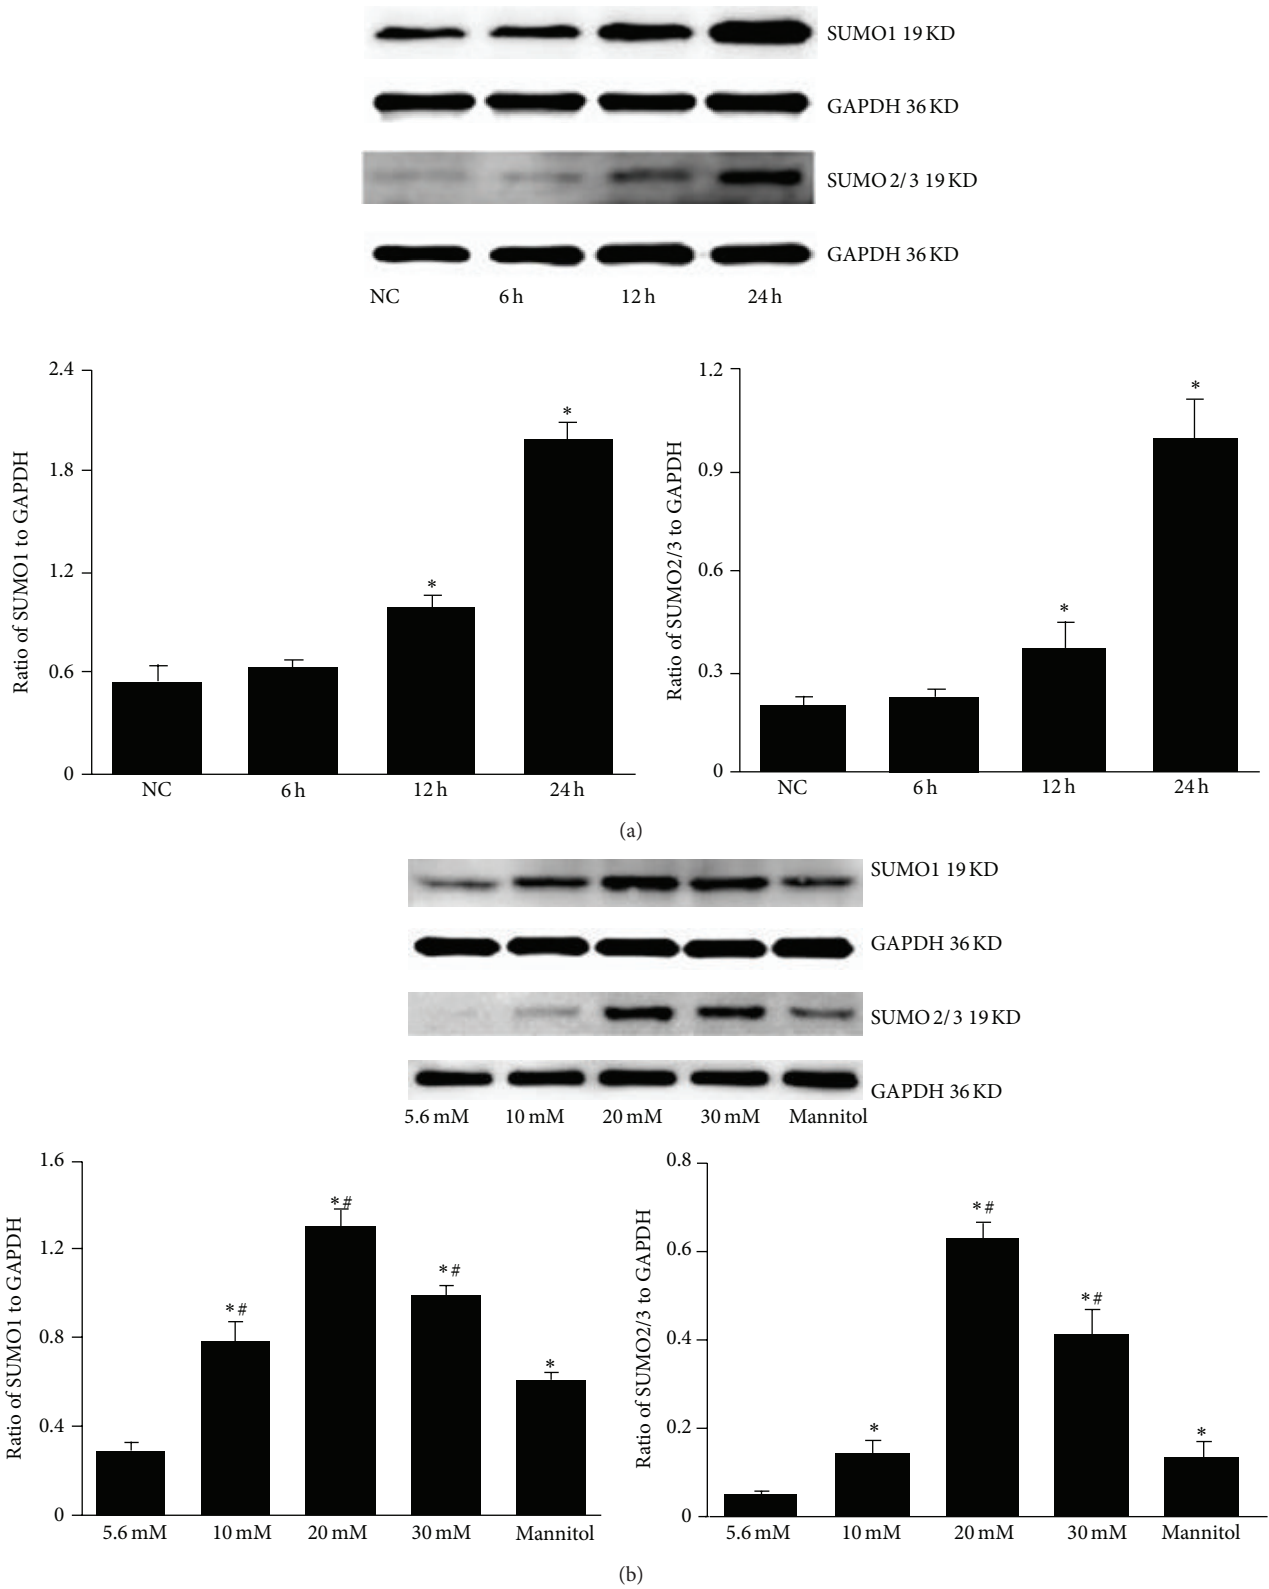 SUMO1 19 KD
GAPDH 36 KD
SUMO 2/3 19 KD
GAPDH 36 KD
NC 6 h 12 h 24 h
2.4
1.8
1.2
0.6
0
Ratio of SUMO1 to GAPDH
*
*
NC 6 h 12 h 24 h
1.2
0.9
0.6
0.3
0
Ratio of SUMO2/3 to GAPDH
*
*
NC 6 h 12 h 24 h
(a)
SUMO1 19 KD
GAPDH 36 KD
SUMO 2/3 19 KD
GAPDH 36 KD
5.6 mM 10 mM 20 mM 30 mM Mannitol
1.6
1.2
0.8
0.4
0
Ratio of SUMO1 to GAPDH
*#
*#
*#
*
5.6 mM 10 mM 20 mM 30 mM Mannitol
0.8
0.6
0.4
0.2
0
Ratio of SUMO2/3 to GAPDH
*
*#
*#
*
5.6 mM 10 mM 20 mM 30 mM Mannitol
(b)